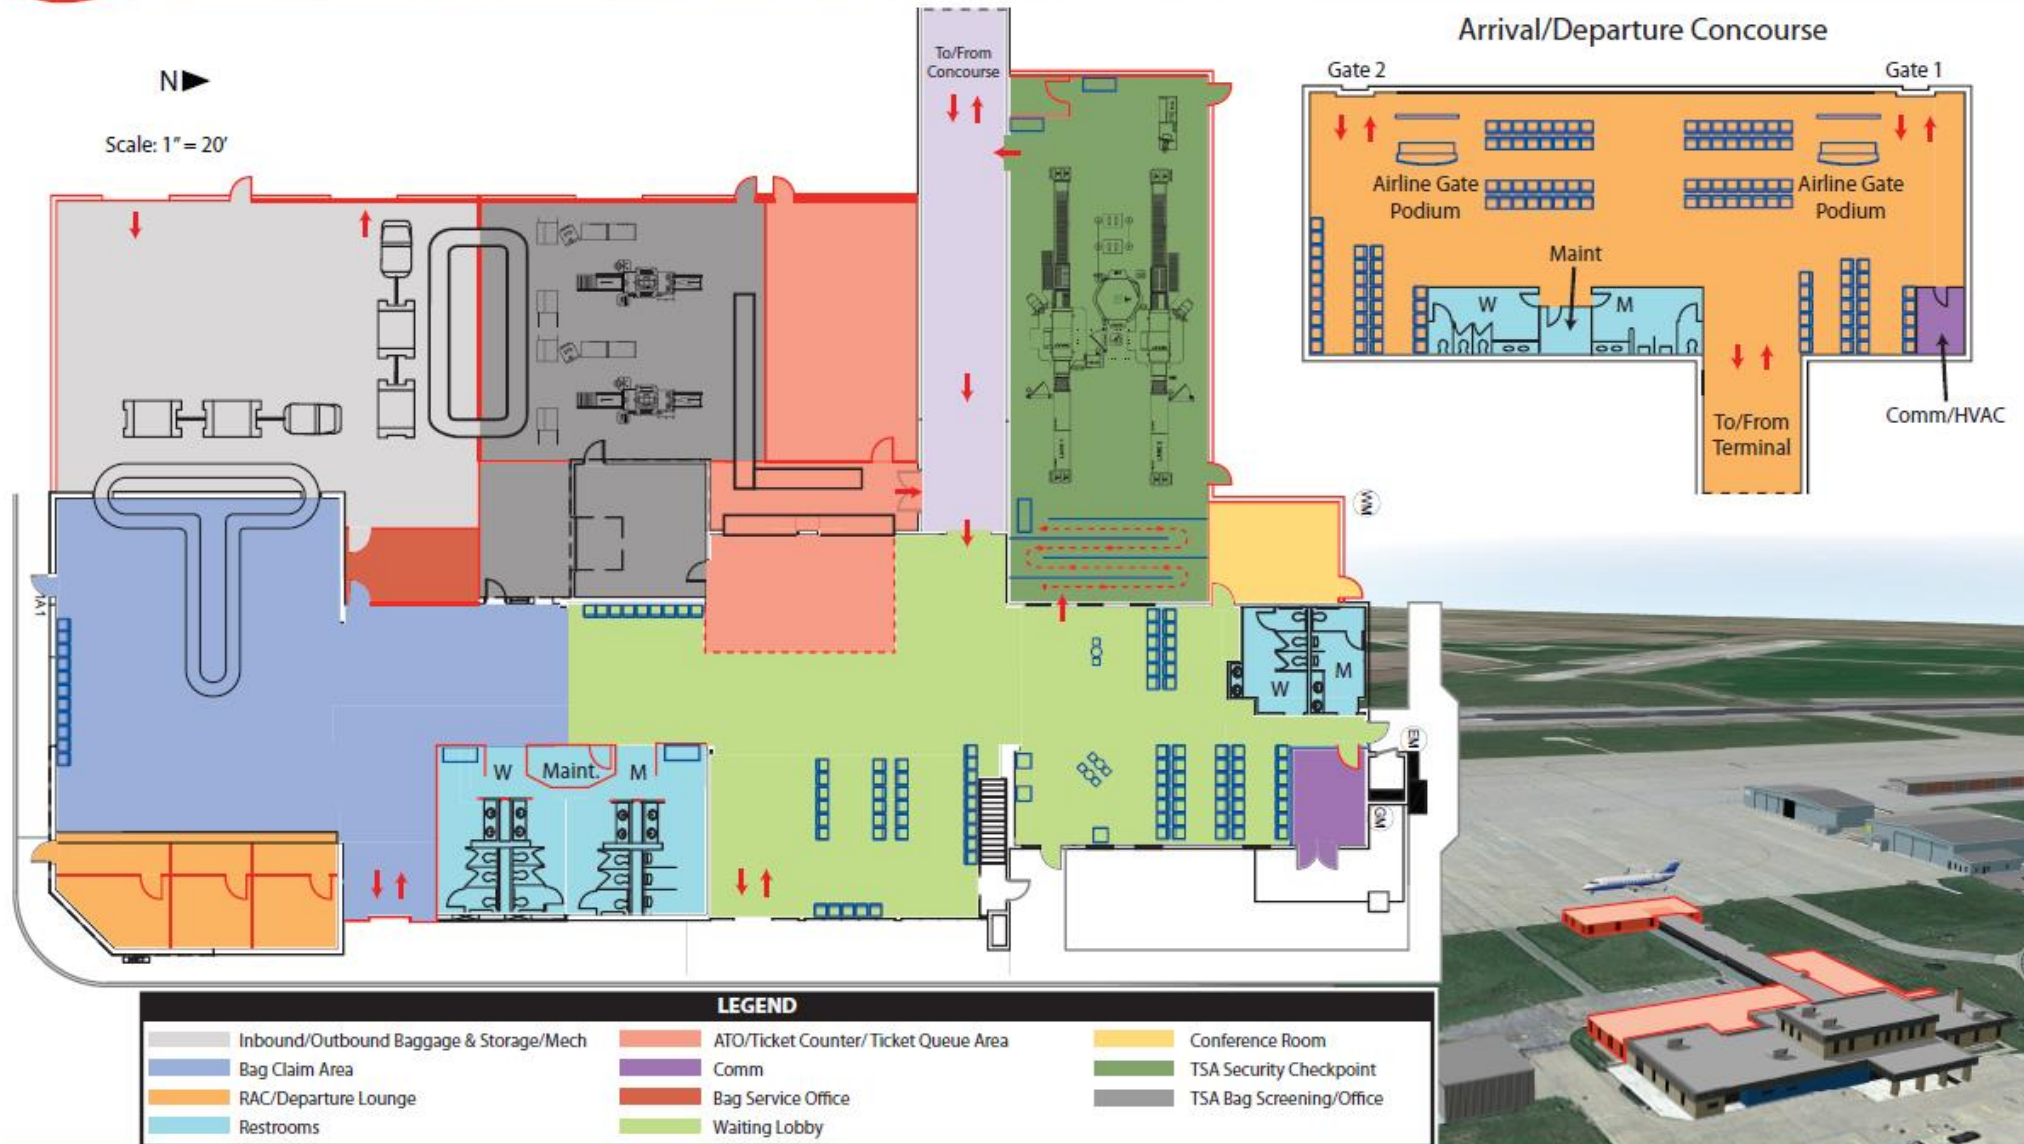 Arrival/Departure Concourse
N
Scale: 1" = 20'
To/From
Concourse
Gate 2
Gate 1
Airline Gate
Podium
Airline Gate
Podium
Maint
W
M
To/From
Terminal
Comm/HVAC
WM
W
M
EM
GM
W
Maint.
M
LEGEND
Inbound/Outbound Baggage & Storage/Mech
Bag Claim Area
RAC/Departure Lounge
Restrooms
ATO/Ticket Counter/ Ticket Queue Area
Comm
Bag Service Office
Waiting Lobby
Conference Room
TSA Security Checkpoint
TSA Bag Screening/Office